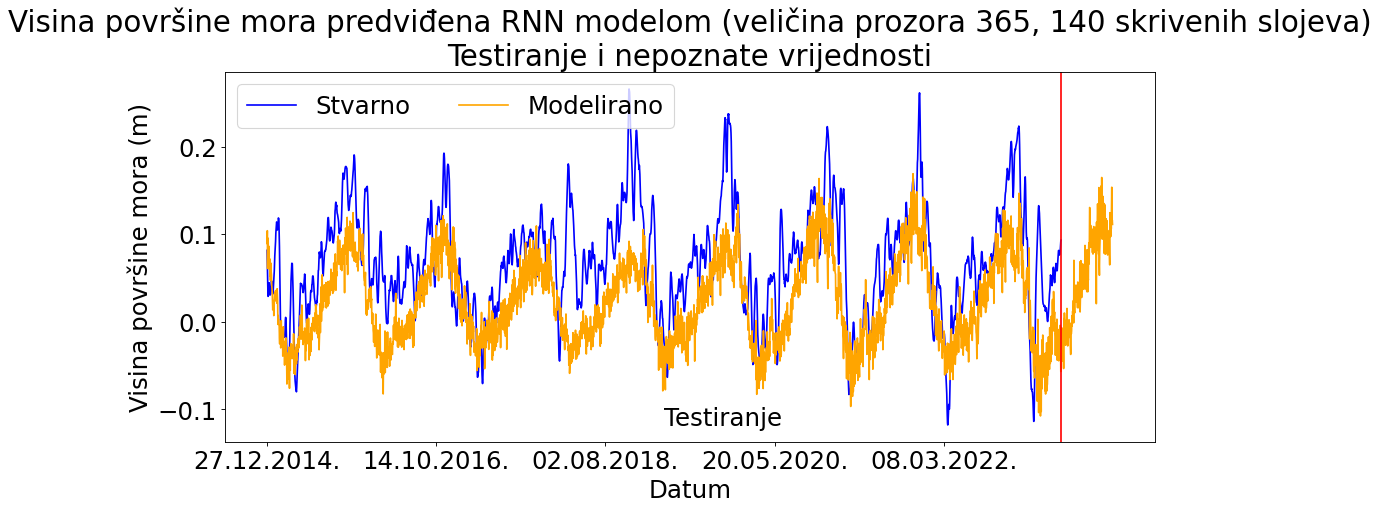 Visina površine mora predviđena RNN modelom (veličina prozora 365, 140 skrivenih slojeva)
Testiranje i nepoznate vrijednosti
Stvarno Modelirano
Visina površine mora (m)
0.2
0.1
0.0
−0.1
Testiranje
27.12.2014. 14.10.2016. 02.08.2018. 20.05.2020. 08.03.2022.
Datum